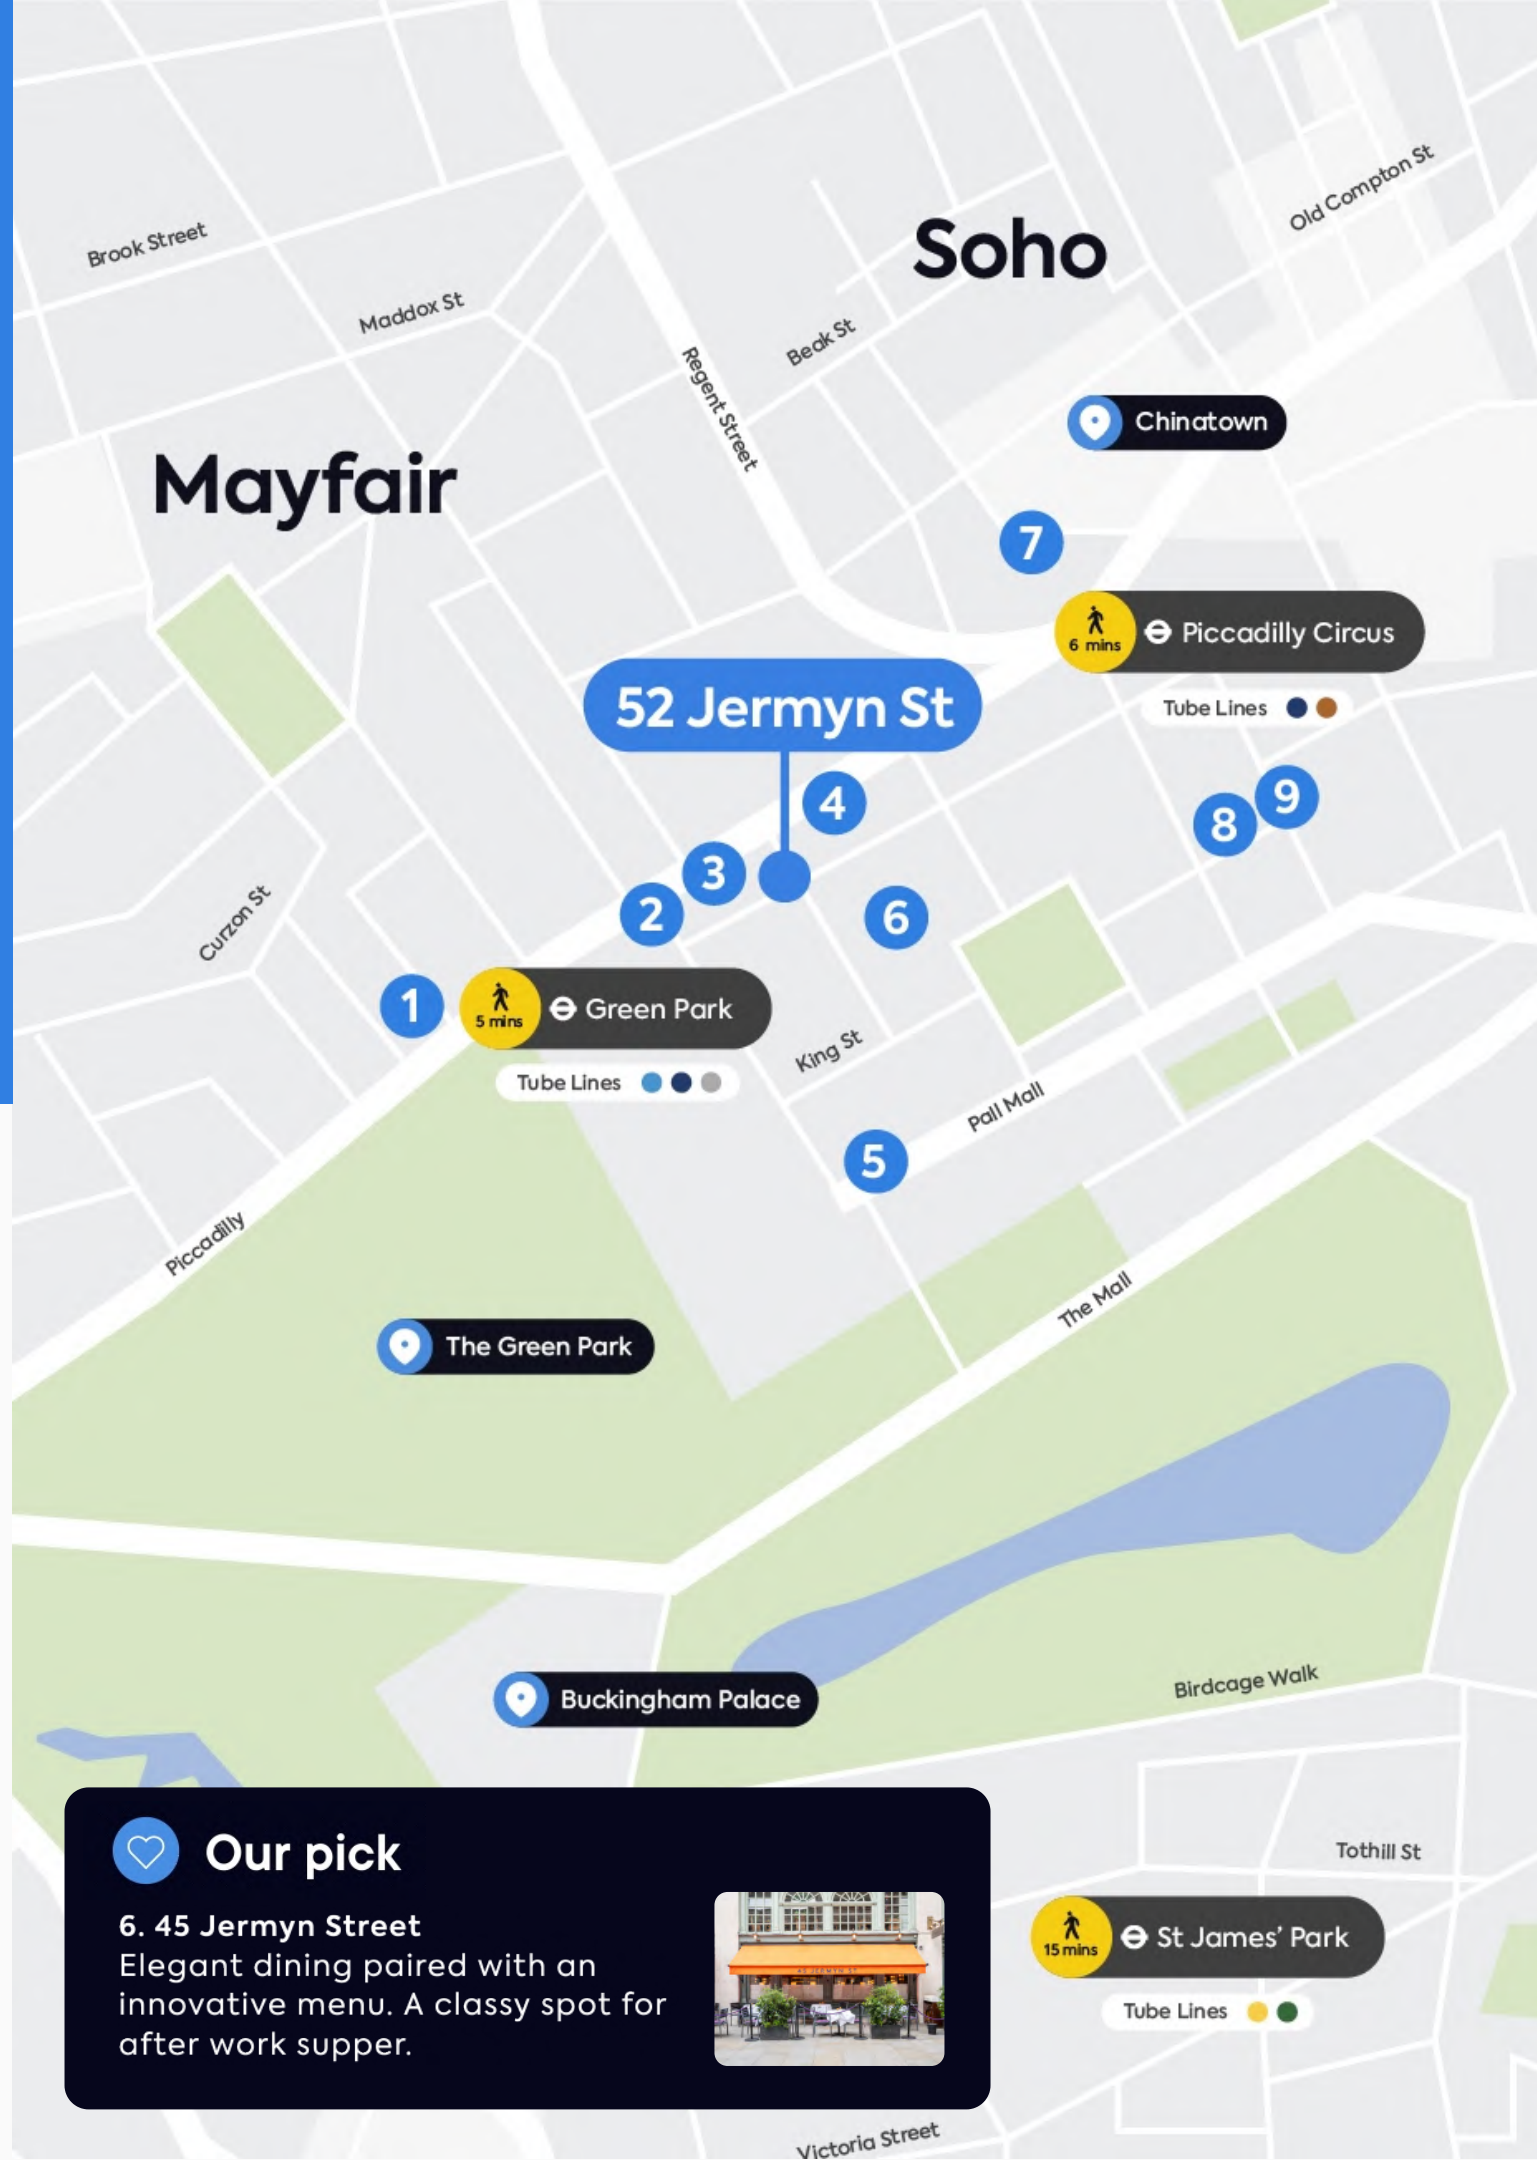 Old Compton St
Soho
Brook Street
Maddox St
Beak St
Regent Street
Chinatown
Mayfair
7
6 mins
Piccadilly Circus
52 Jermyn St
Tube Lines
4
9
8
3
2
6
Curzon St
1
5 mins
Green Park
King St
Tube Lines
Pall Mall
5
Piccadilly
The Mall
The Green Park
Birdcage Walk
Buckingham Palace
Our pick
Tothill St
6. 45 Jermyn Street
Elegant dining paired with an
innovative menu. A classy spot for
after work supper.
45 JERMYN ST
15 mins
St James’ Park
Tube Lines
Victoria Street